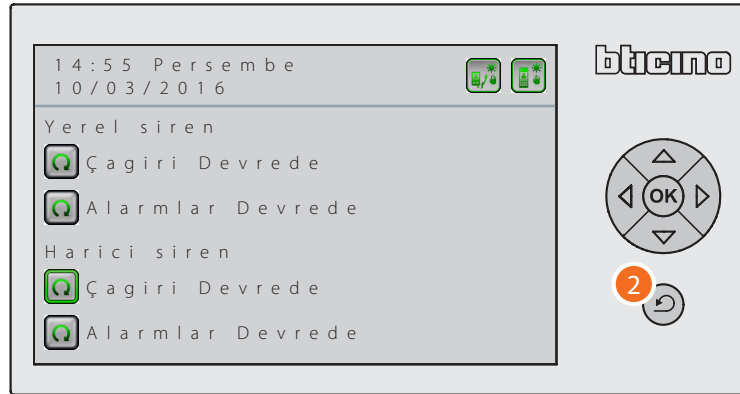 14:55 Persembe
10/03/2016
bticino
Yerel siren
Çagiri Devrede
Alarmlar Devrede
Harici siren
Çagiri Devrede
Alarmlar Devrede
OK
2